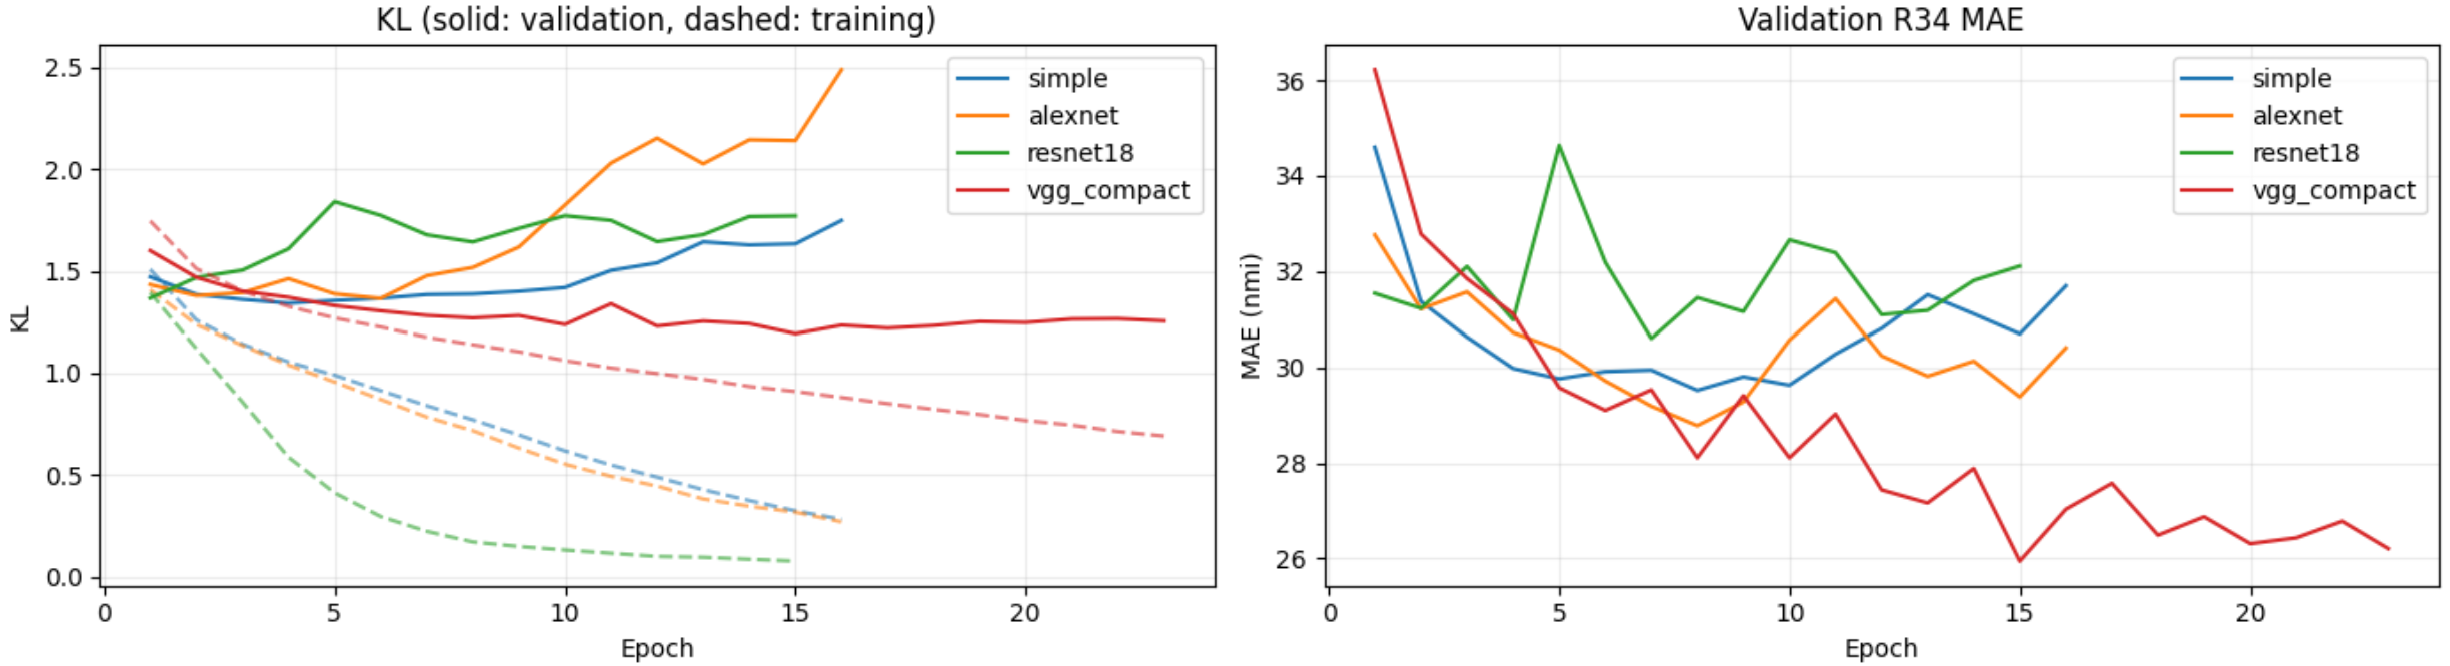 KL (solid: validation, dashed: training)
2.5
2.0
1.5
1.0
0.5
0.0
KL
0 5 10 15 20
Epoch
simple
alexnet
resnet18
vgg_compact
Validation R34 MAE
36
34
32
30
28
26
MAE (nmi)
0 5 10 15 20
Epoch
simple
alexnet
resnet18
vgg_compact